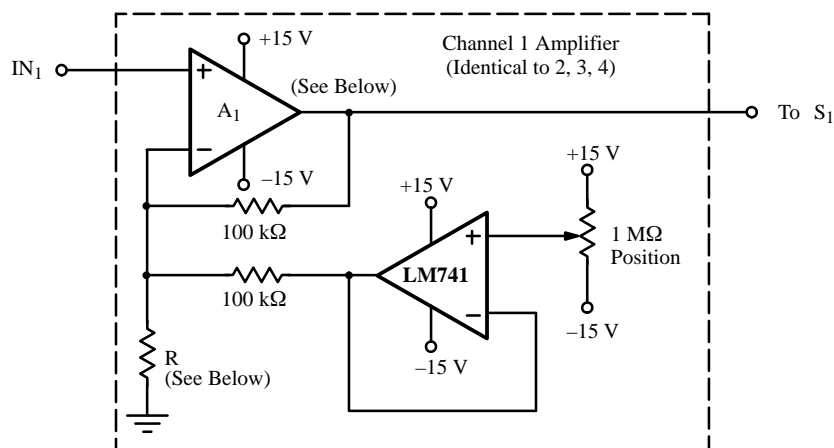 +15 V
Channel 1 Amplifier
(Identical to 2, 3, 4)
IN1
+
A1
(See Below)
To S1
–
–15 V
+15 V
+15 V
100 kΩ
+
1 MΩ
Position
LM741
100 kΩ
–
–15 V
–15 V
R
(See Below)